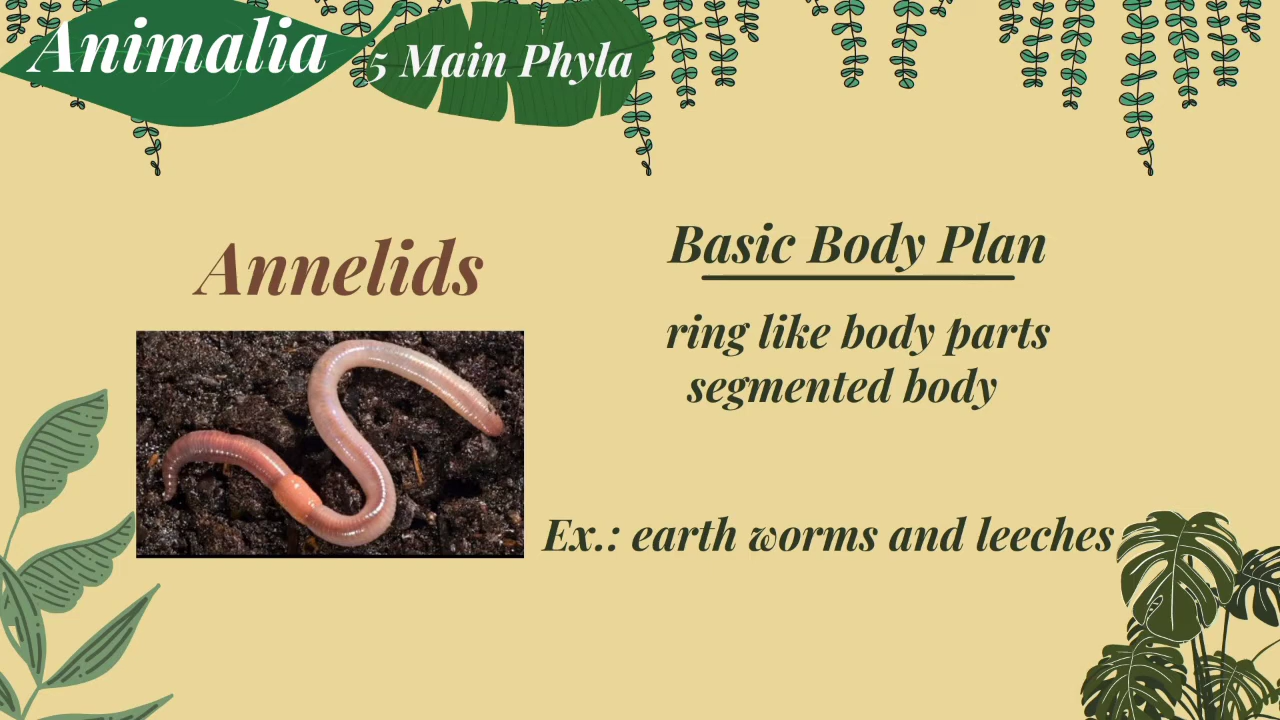 Animalia
5 Main Phyla
Annelids
Basic Body Plan
ring like body parts
segmented body
Ex.: earth worms and leeches